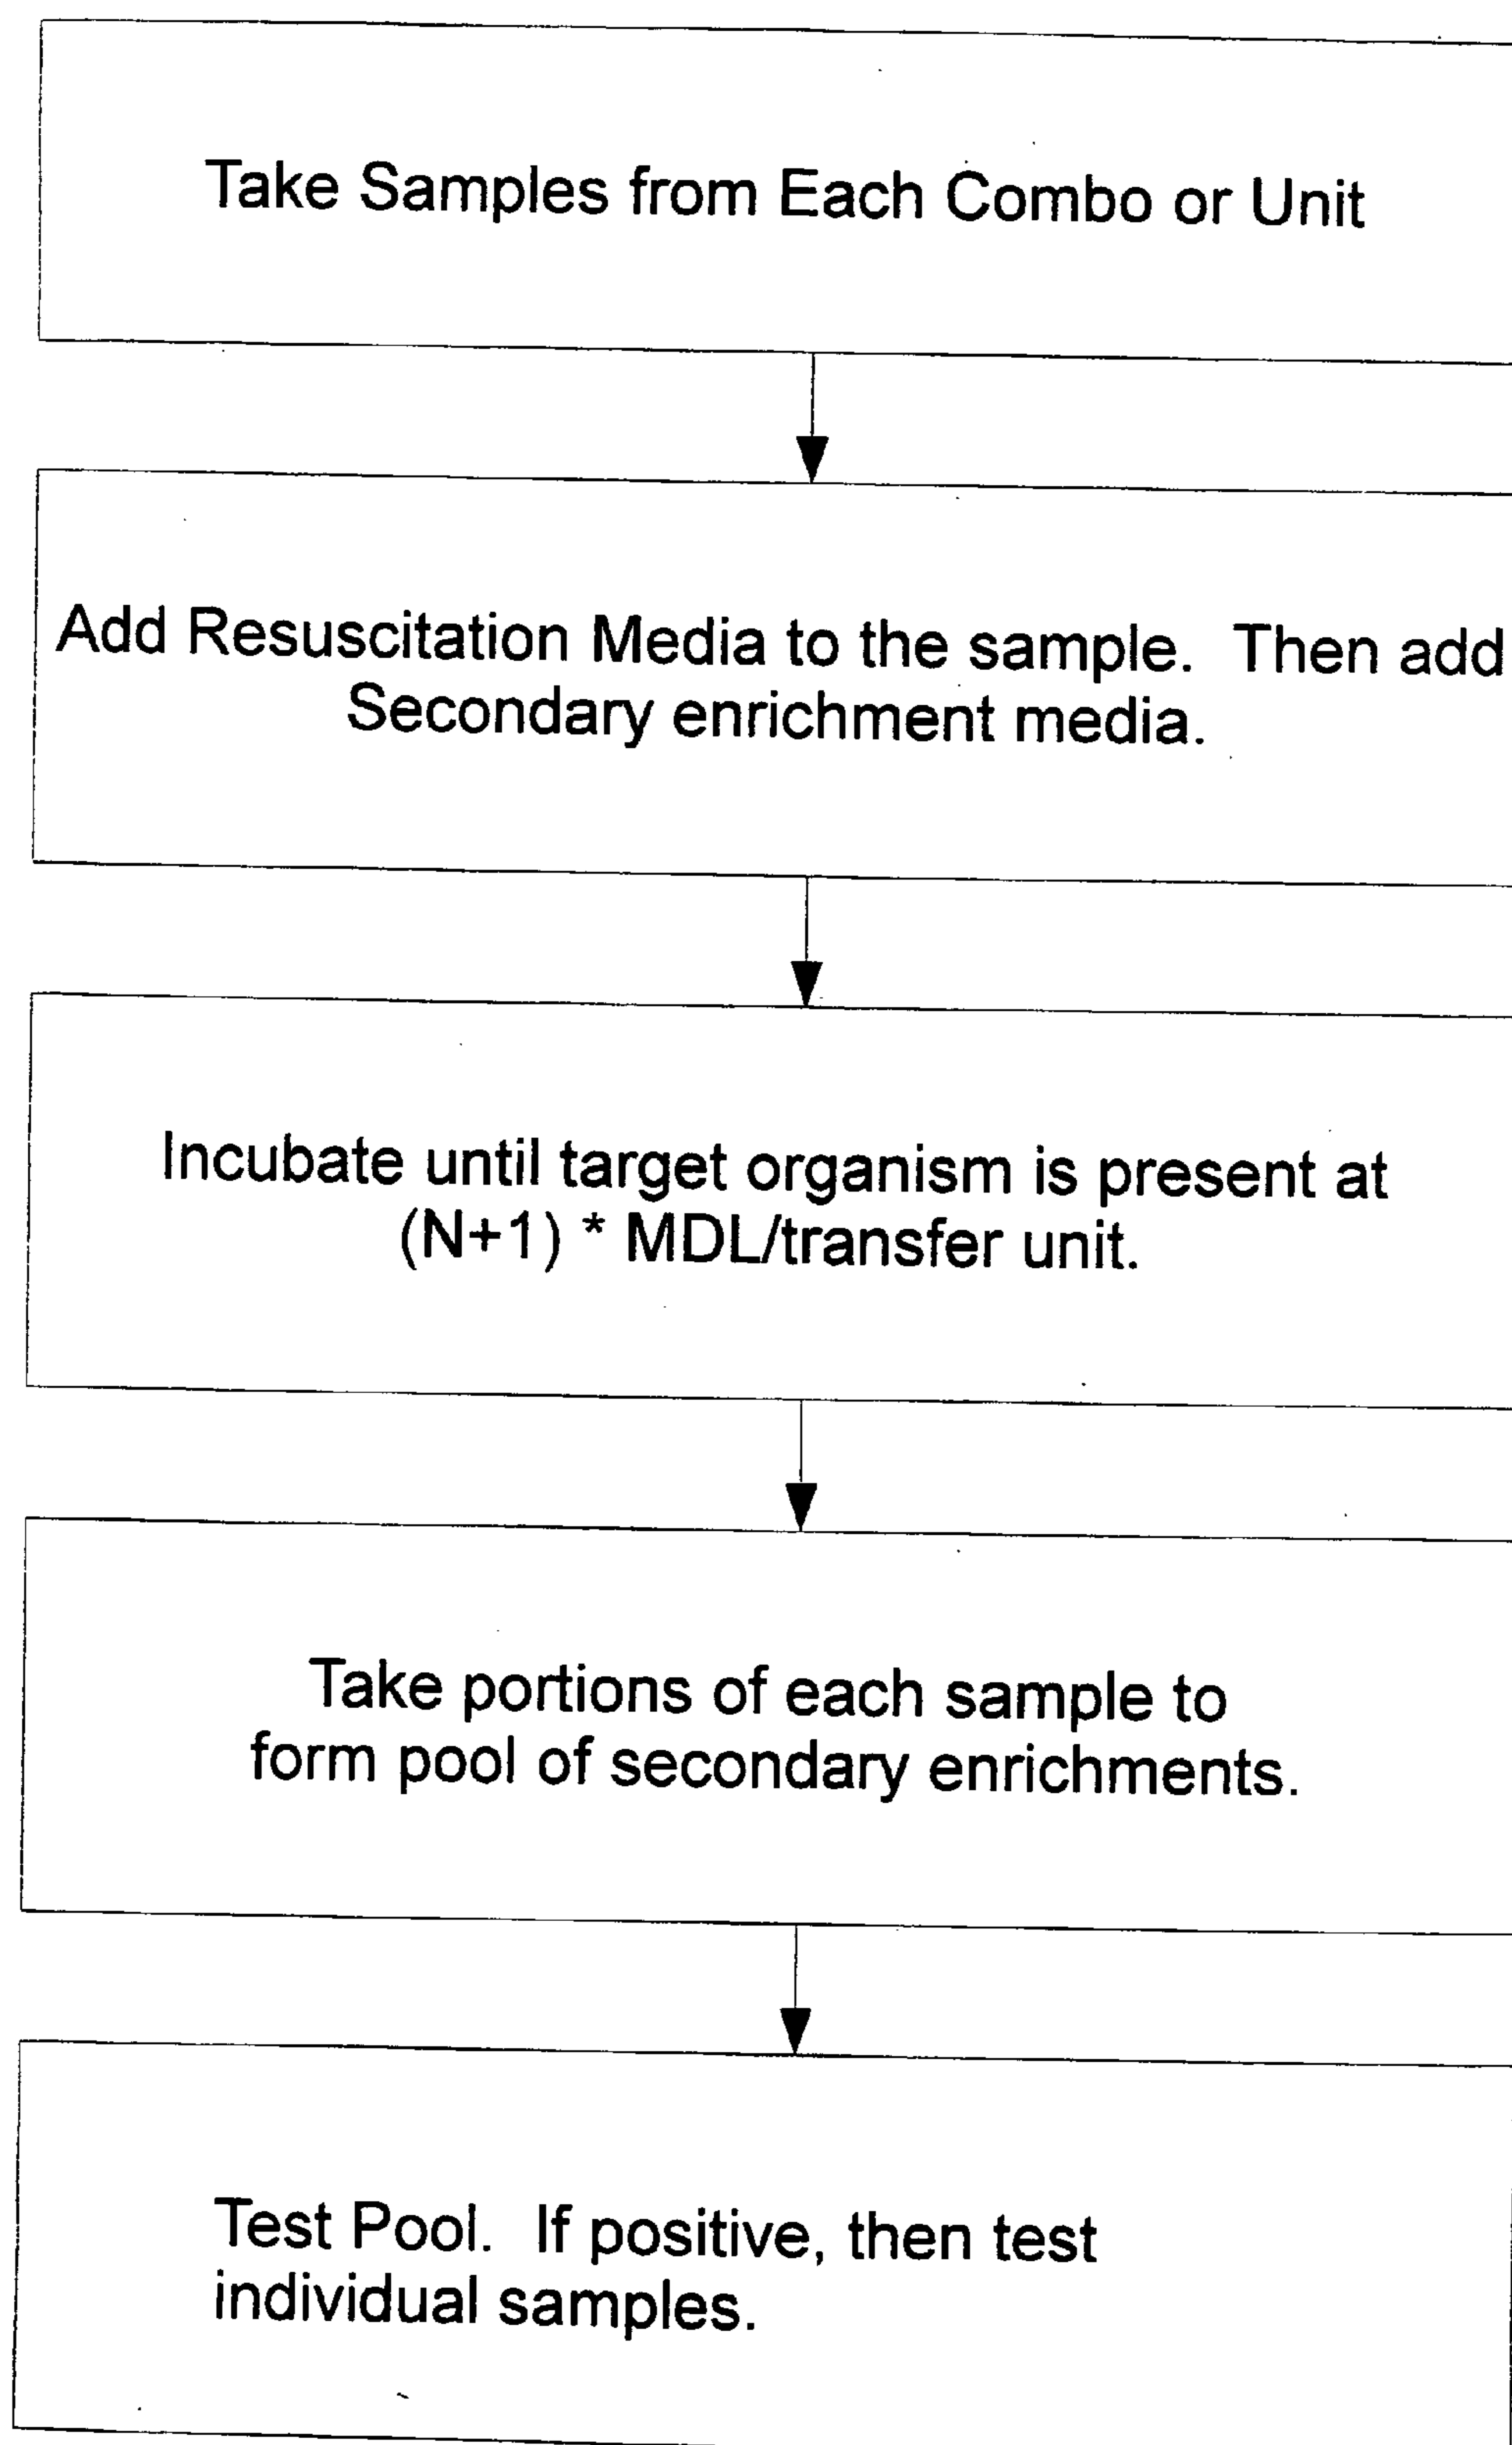 Take Samples from Each Combo or Unit
Add Resuscitation Media to the sample. Then add
Secondary enrichment media.
Incubate until target organism is present at
(N+1) * MDL/transfer unit.
Take portions of each sample to
form pool of secondary enrichments.
Test Pool. If positive, then test
individual samples.